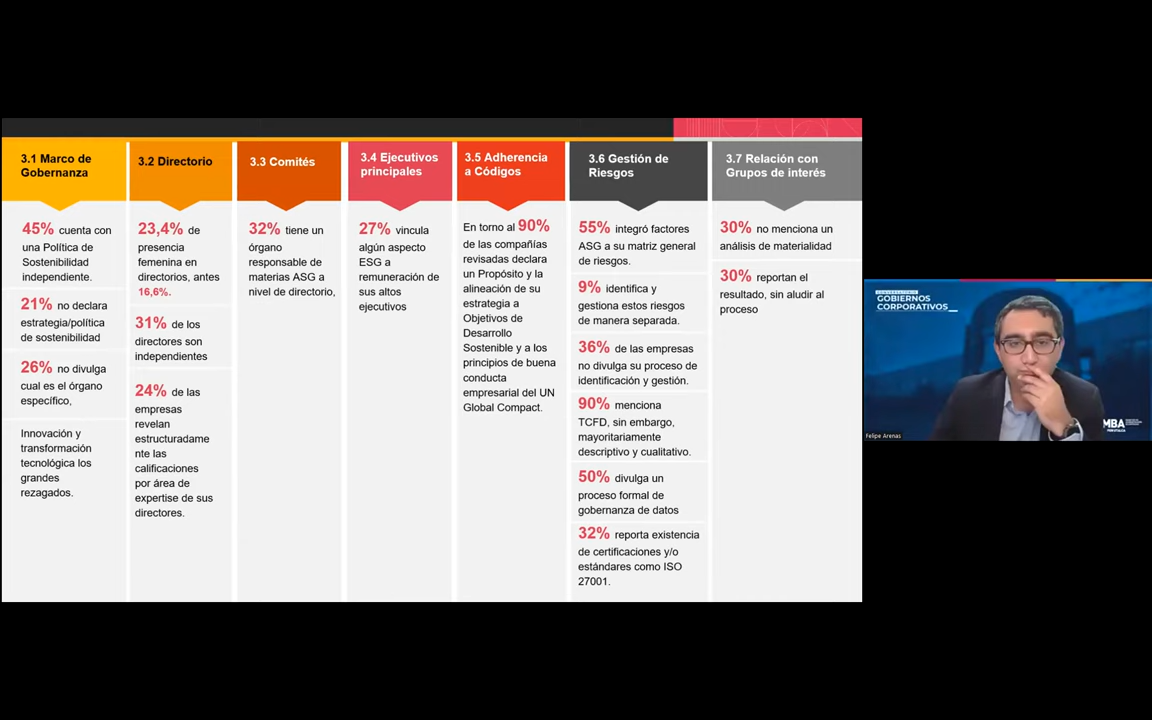 3.1 Marco de
Gobernanza
45% cuenta con
una Política de
Sostenibilidad
independiente.
21% no declara
estrategia/política
de sostenibilidad
26% no divulga
cual es el órgano
específico,
Innovación y
transformación
tecnológica los
grandes
rezagados.
3.2 Directorio
23,4% de
presencia
femenina en
directorios, antes
16,6%.
31% de los
directores son
independientes
24% de las
empresas
revelan
estructuradame
nte las
calificaciones
por área de
expertise de sus
directores.
3.3 Comités
32% tiene un
órgano
responsable de
materias ASG a
nivel de directorio,
3.4 Ejecutivos
principales
27% vincula
algún aspecto
ESG a
remuneración de
sus altos
ejecutivos
3.5 Adherencia
a Códigos
En torno al 90%
de las compañías
revisadas declara
un Propósito y la
alineación de su
estrategia a
Objetivos de
Desarrollo
Sostenible y a los
principios de buena
conducta
empresarial del UN
Global Compact.
3.6 Gestión de
Riesgos
55% integró factores
ASG a su matriz general
de riesgos.
9% identifica y
gestiona estos riesgos
de manera separada.
36% de las empresas
no divulga su proceso de
identificación y gestión.
90% menciona
TCFD, sin embargo,
mayoritariamente
descriptivo y cualitativo.
50% divulga un
proceso formal de
gobernanza de datos
32% reporta existencia
de certificaciones y/o
estándares como ISO
27001.
3.7 Relación con
Grupos de interés
30% no menciona un
análisis de materialidad
30% reportan el
resultado, sin aludir al
proceso
CONVERSATORIO
GOBIERNOS
CORPORATIVOS_
MBA
Felipe Arenas